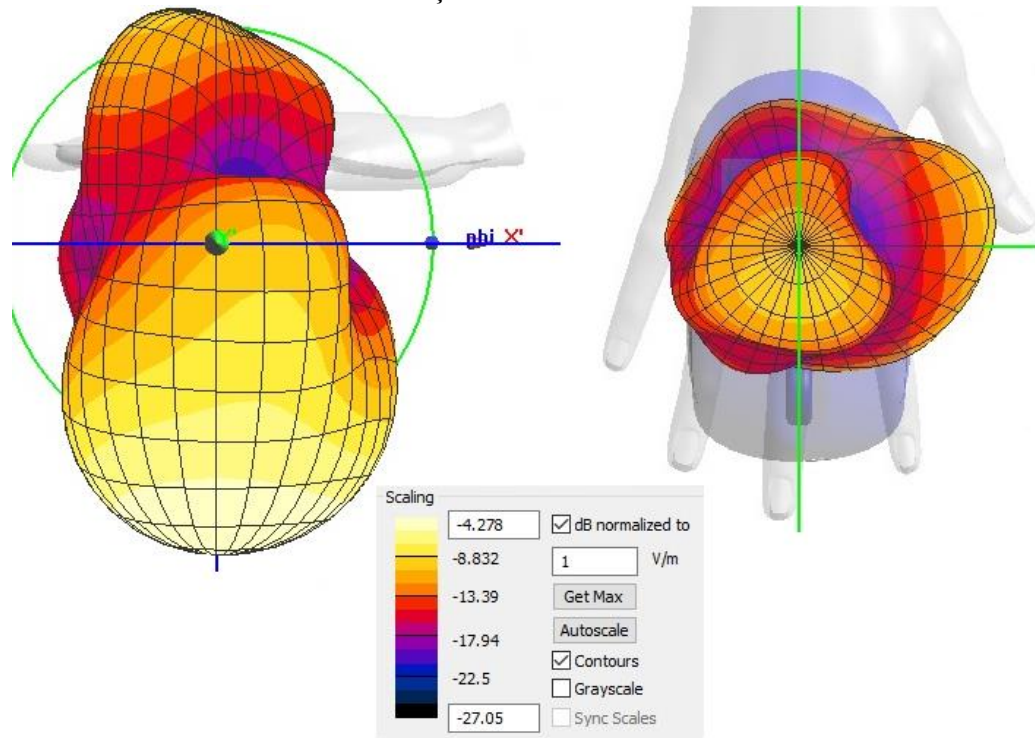 phi X'
Scaling
-4.278
dB normalized to
-8.832
1 V/m
-13.39
Get Max
Autoscale
-17.94
Contours
-22.5
Grayscale
-27.05
Sync Scales